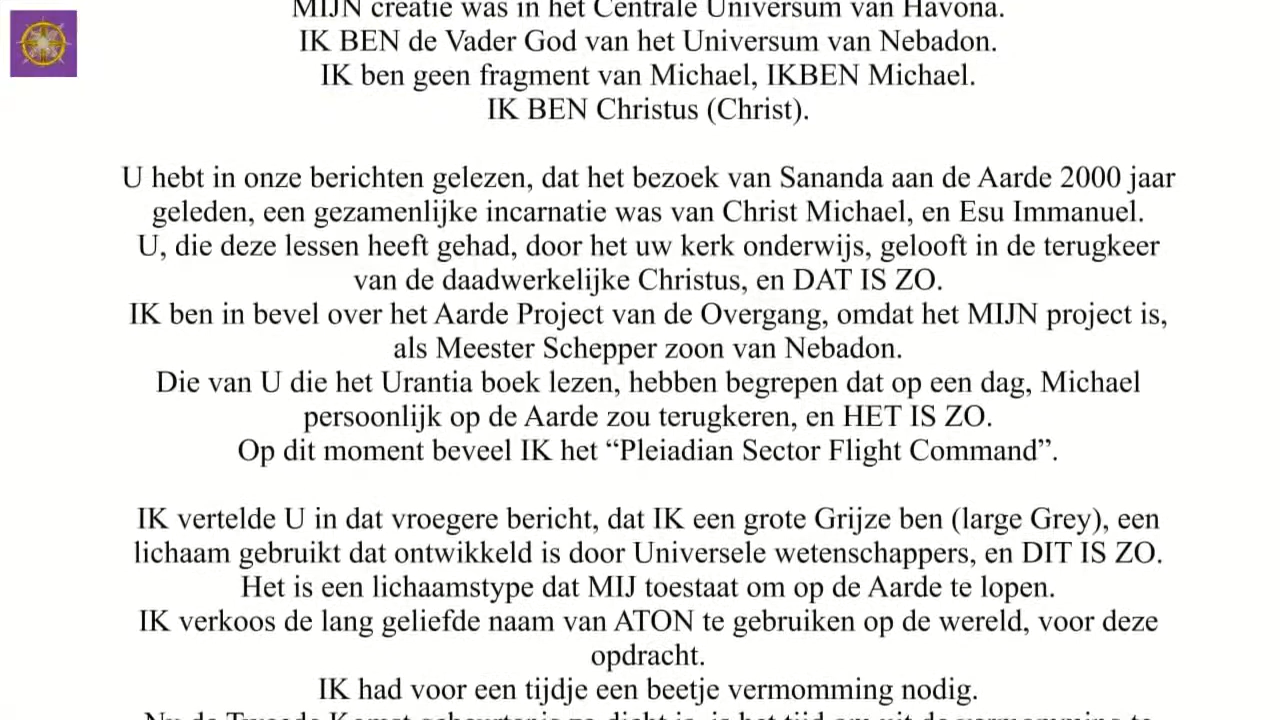 MIJN creatie was in het Centrale Universum van Havona.
IK BEN de Vader God van het Universum van Nebadon.
IK ben geen fragment van Michael, IKBEN Michael.
IK BEN Christus (Christ).
U hebt in onze berichten gelezen, dat het bezoek van Sananda aan de Aarde 2000 jaar
geleden, een gezamenlijke incarnatie was van Christ Michael, en Esu Immanuel.
U, die deze lessen heeft gehad, door het uw kerk onderwijs, gelooft in de terugkeer
van de daadwerkelijke Christus, en DAT IS ZO.
IK ben in bevel over het Aarde Project van de Overgang, omdat het MIJN project is,
als Meester Schepper zoon van Nebadon.
Die van U die het Urantia boek lezen, hebben begrepen dat op een dag, Michael
persoonlijk op de Aarde zou terugkeren, en HET IS ZO.
Op dit moment beveel IK het “Pleiadian Sector Flight Command”.
IK vertelde U in dat vroegere bericht, dat IK een grote Grijze ben (large Grey), een
lichaam gebruikt dat ontwikkeld is door Universele wetenschappers, en DIT IS ZO.
Het is een lichaamstype dat MIJ toestaat om op de Aarde te lopen.
IK verkoos de lang geliefde naam van ATON te gebruiken op de wereld, voor deze
opdracht.
IK had voor een tijdje een beetje vermomming nodig.